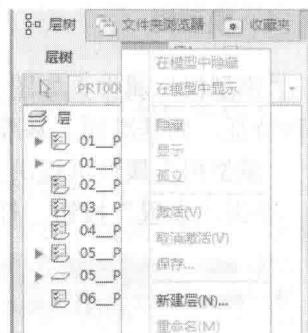 层树 文件夹浏览器 收藏夹
层树
PRT000
在模型中隐藏
在模型中显示
隐藏
显示
孤立
激活(V)
取消激活(V)
保存...
新建层(N)...
重命名(M)
层
01__P
01__P
02__P
03__P
04__P
05__P
05__P
06__P